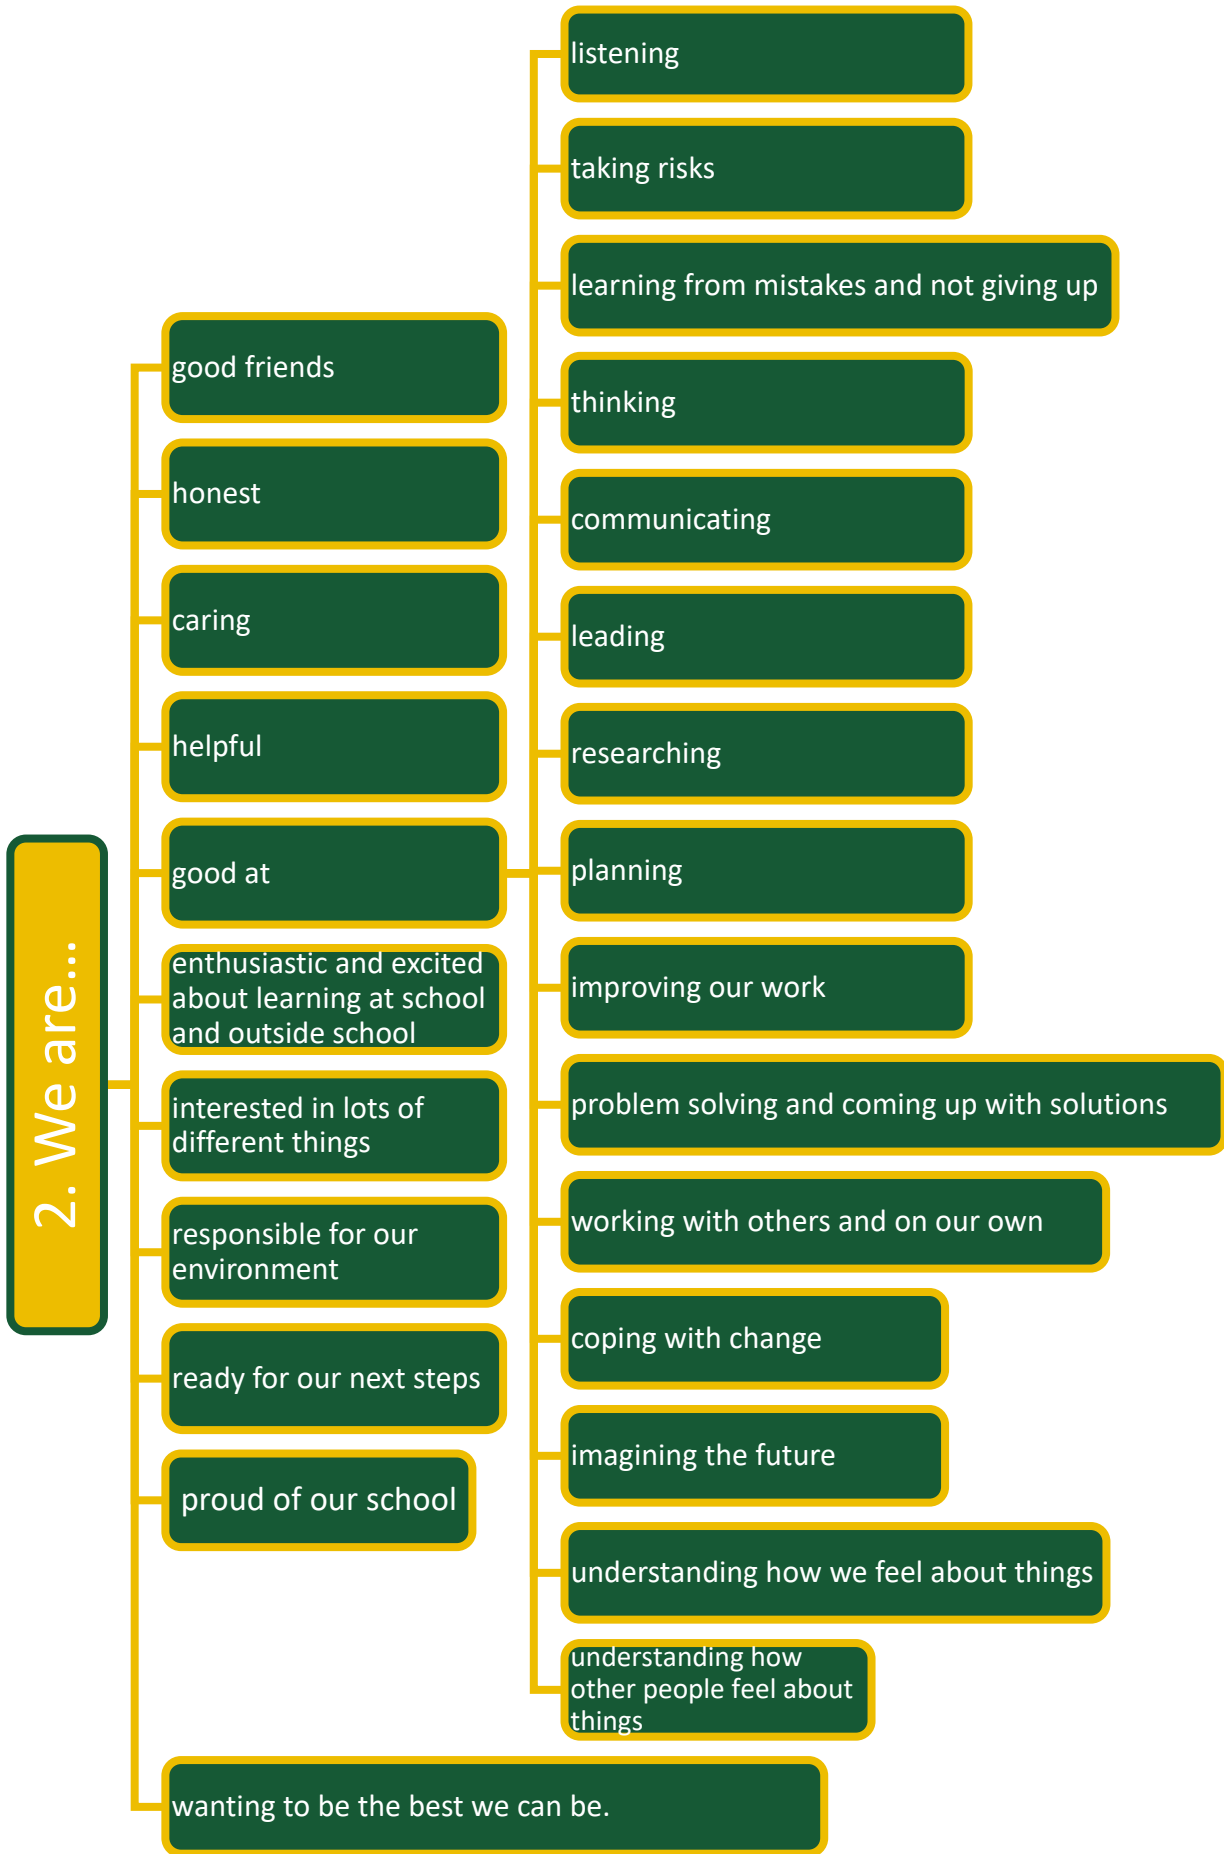 2. We are...
good friends
honest
caring
helpful
good at
listening
taking risks
learning from mistakes and not giving up
thinking
communicating
leading
researching
planning
improving our work
problem solving and coming up with solutions
working with others and on our own
coping with change
imagining the future
understanding how we feel about things
understanding how
other people feel about
things
enthusiastic and excited
about learning at school
and outside school
interested in lots of
different things
responsible for our
environment
ready for our next steps
proud of our school
wanting to be the best we can be.